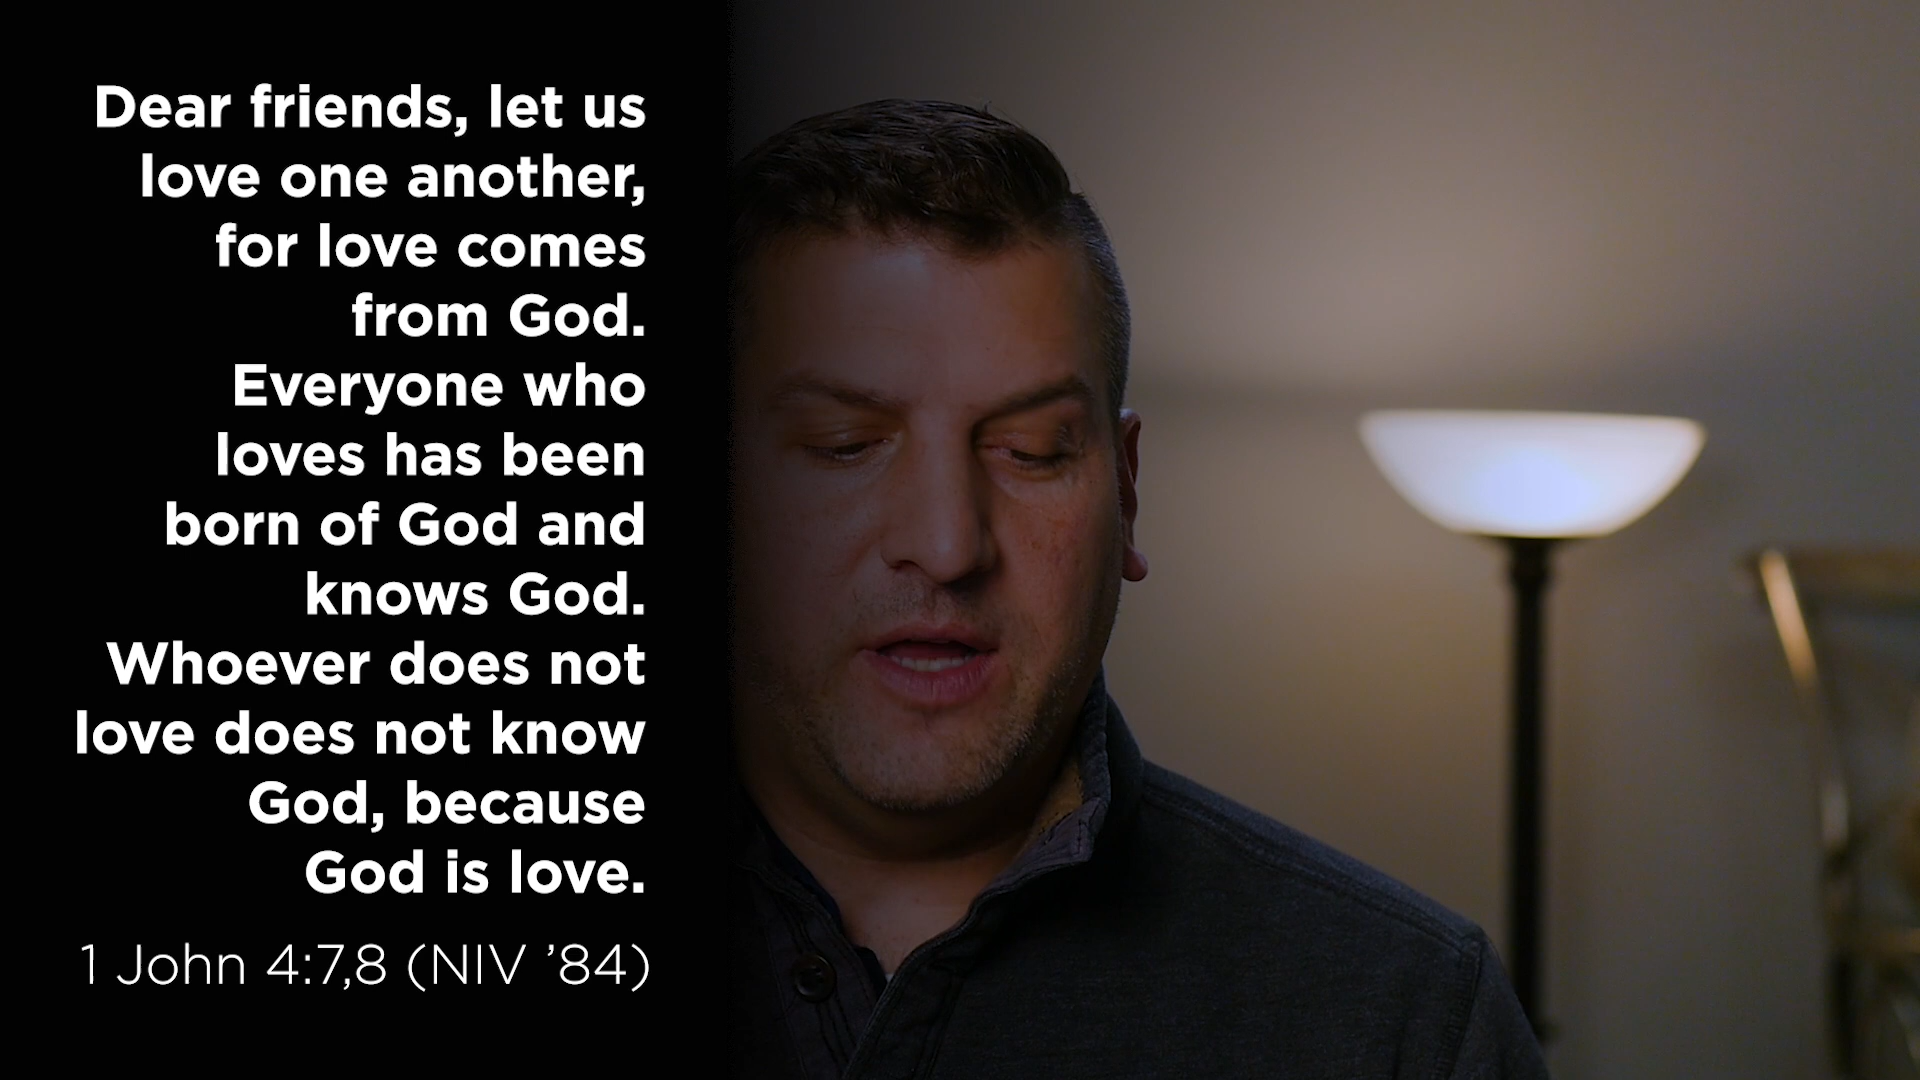 Dear friends, let us
love one another,
for love comes
from God.
Everyone who
loves has been
born of God and
knows God.
Whoever does not
love does not know
God, because
God is love.
1 John 4:7,8 (NIV ’84)